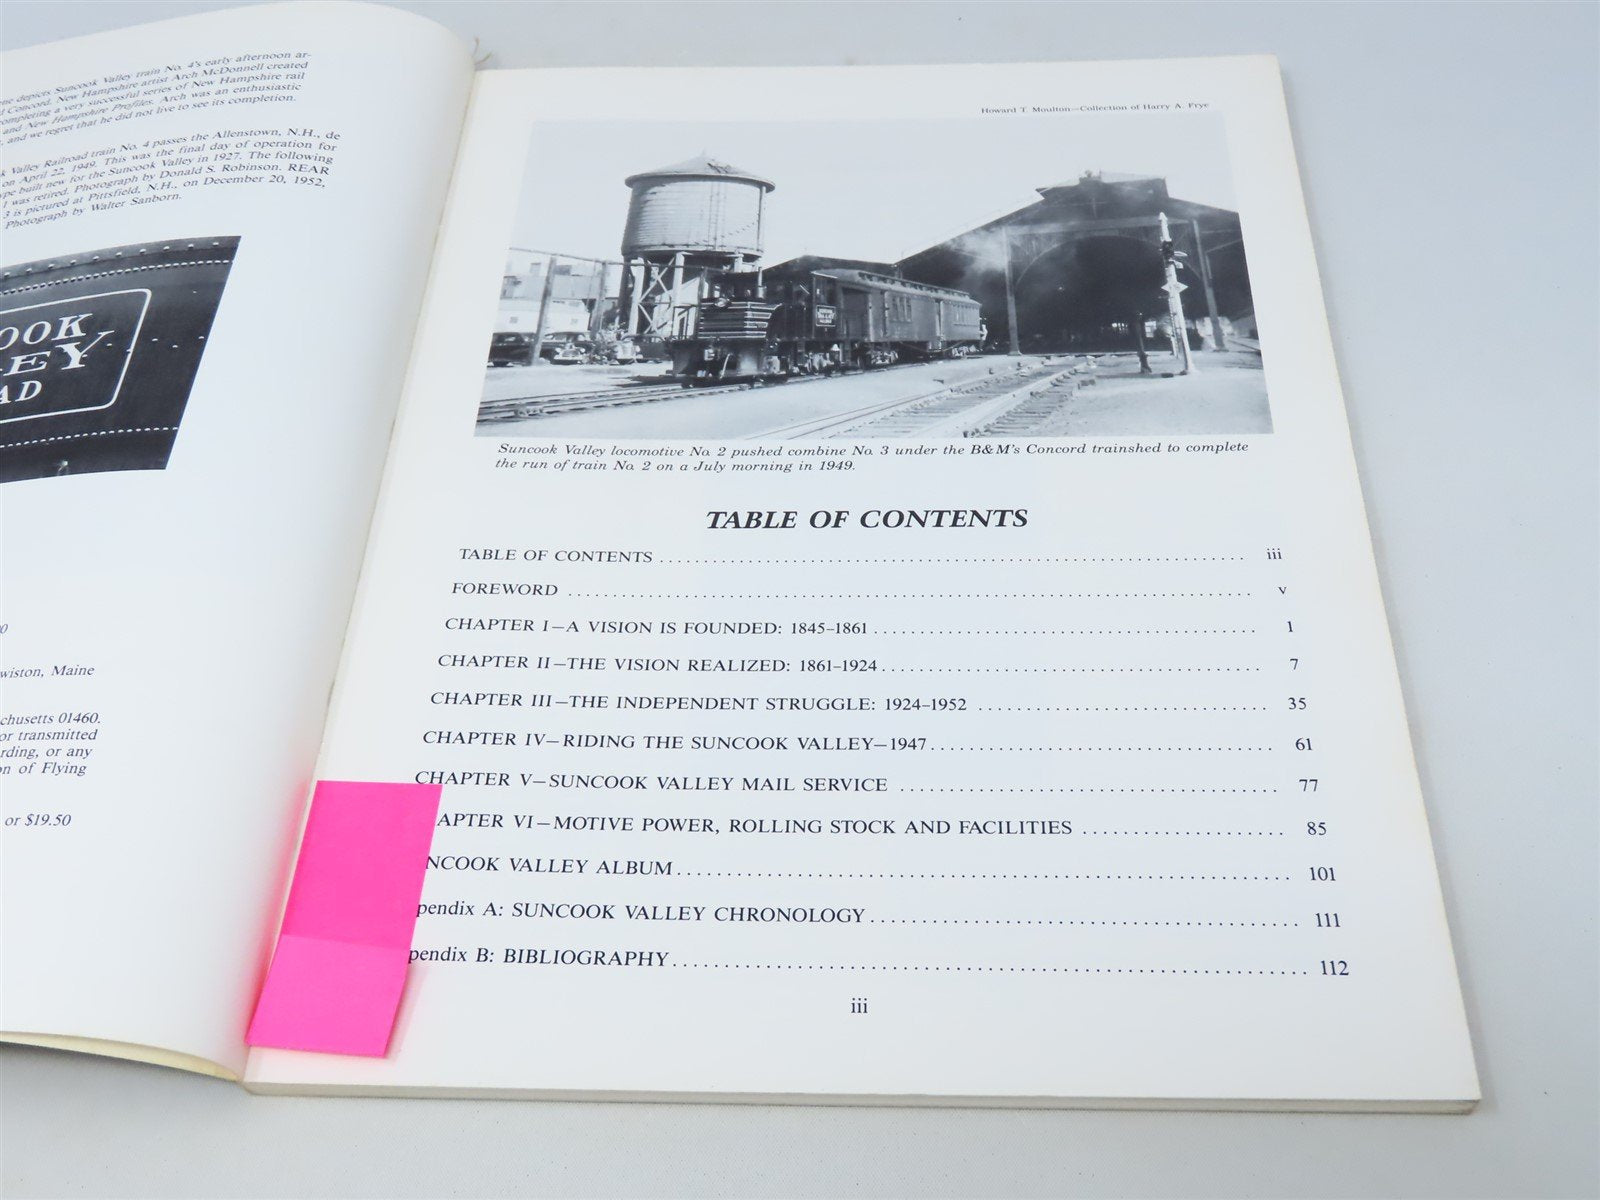 ene depicts Suncook Valley train No. 4's early afternoon ar-
d Concord. New Hampshire artist Arch McDonnell created
completing a very successful series of New Hampshire rail
and New Hampshire Profiles. Arch was an enthusiastic
, and we regret that he did not live to see its completion.
k Valley Railroad train No. 4 passes the Allenstown, N.H., de
on April 22, 1949. This was the final day of operation for
ype built new for the Suncook Valley in 1927. The following
1 was retired. Photograph by Donald S. Robinson. REAR
3 is pictured at Pittsfield, N.H., on December 20, 1952,
Photograph by Walter Sanborn.
OOK
LEY
AD
wiston, Maine
chusetts 01460.
or transmitted
rding, or any
on of Flying
or $19.50
Howard T. Moulton—Collection of Harry A. Frye
SUNCOOK
VALLEY
Suncook Valley locomotive No. 2 pushed combine No. 3 under the B&M's Concord trainshed to complete
the run of train No. 2 on a July morning in 1949.
TABLE OF CONTENTS
TABLE OF CONTENTS . . . . . . . . . . iii
FOREWORD . . . . . . . . . . v
CHAPTER I—A VISION IS FOUNDED: 1845–1861 . . . . . . . . . . 1
CHAPTER II—THE VISION REALIZED: 1861–1924 . . . . . . . . . . 7
CHAPTER III—THE INDEPENDENT STRUGGLE: 1924–1952 . . . . . . . . . . 35
CHAPTER IV—RIDING THE SUNCOOK VALLEY—1947 . . . . . . . . . . 61
CHAPTER V—SUNCOOK VALLEY MAIL SERVICE . . . . . . . . . . 77
APTER VI—MOTIVE POWER, ROLLING STOCK AND FACILITIES . . . . . . . . . . 85
NCOOK VALLEY ALBUM . . . . . . . . . . 101
pendix A: SUNCOOK VALLEY CHRONOLOGY . . . . . . . . . . 111
pendix B: BIBLIOGRAPHY . . . . . . . . . . 112
iii